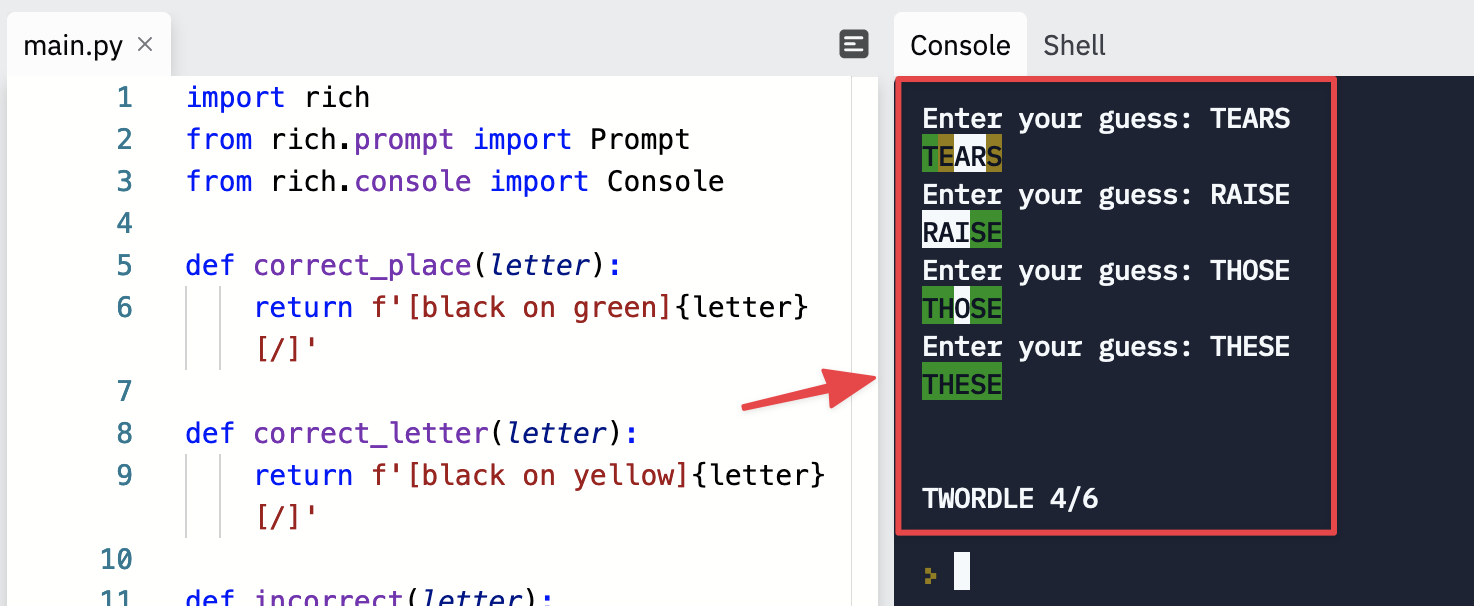 main.py ×
1 import rich
2 from rich.prompt import Prompt
3 from rich.console import Console
4
5 def correct_place(letter):
6 return f'[black on green]{letter}
[/]'
7
8 def correct_letter(letter):
9 return f'[black on yellow]{letter}
[/]'
10
11 def incorrect(letter):
Console Shell
Enter your guess: TEARS
TEARS
Enter your guess: RAISE
RAISE
Enter your guess: THOSE
THOSE
Enter your guess: THESE
THESE
TWORDLE 4/6
>